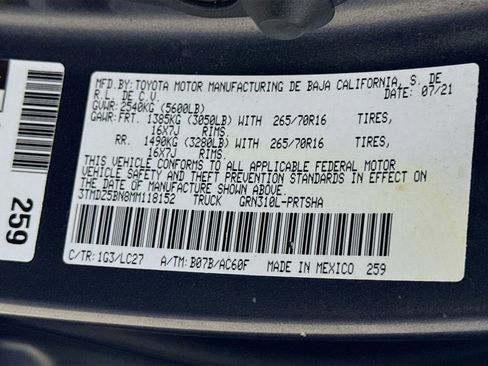 MFD.BY: TOYOTA MOTOR MANUFACTURING DE BAJA CALIFORNIA, S. DE
R.L. DE C.V. DATE: 07/21
GVWR: 2540KG (5600LB)
GAWR: FRT. 1385KG (3050LB) WITH 265/70R16 TIRES,
16X7J RIMS.
RR. 1490KG (3280LB) WITH 265/70R16 TIRES,
16X7J RIMS.
THIS VEHICLE CONFORMS TO ALL APPLICABLE FEDERAL MOTOR
VEHICLE SAFETY AND THEFT PREVENTION STANDARDS IN EFFECT ON
THE DATE OF MANUFACTURE SHOWN ABOVE.
3TMDZ5BN8MM118152 TRUCK GRN310L-PRTSHA
C/TR: 1G3/LC27 A/TM: B07B/AC60F MADE IN MEXICO 259
259